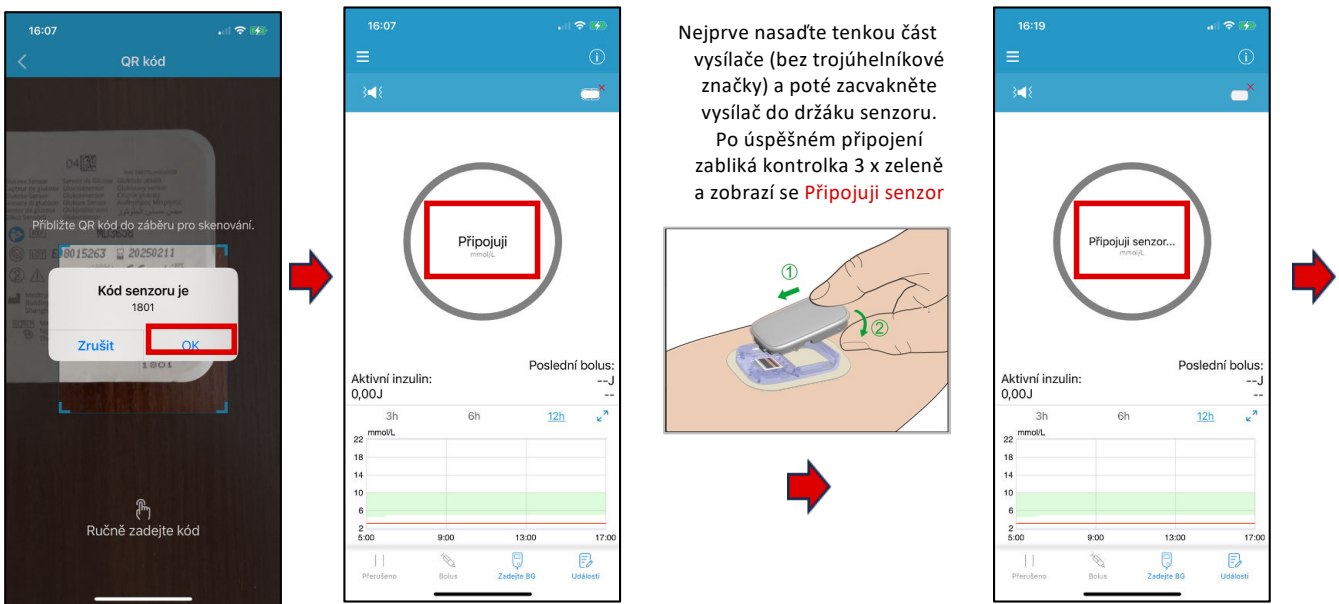 16:07
QR kód
04
Přibližte QR kód do záběru pro skenování.
8015263 20250211
Kód senzoru je
1801
Zrušit
OK
1801
Ručně zadejte kód
16:07
Připojuji
mmol/L
Poslední bolus:
Aktivní inzulin:
--J
0,00J
--
3h 6h 12h
mmol/L
22
18
14
10
6
2
5:00 9:00 13:00 17:00
Přerušeno Bolus Zadejte BG Události
Nejprve nasaďte tenkou část
vysílače (bez trojúhelníkové
značky) a poté zacvakněte
vysílač do držáku senzoru.
Po úspěšném připojení
zabliká kontrolka 3 x zeleně
a zobrazí se Připojuji senzor
1
2
16:19
Připojuji senzor...
mmol/L
Poslední bolus:
Aktivní inzulin:
--J
0,00J
--
3h 6h 12h
mmol/L
22
18
14
10
6
2
5:00 9:00 13:00 17:00
Přerušeno Bolus Zadejte BG Události